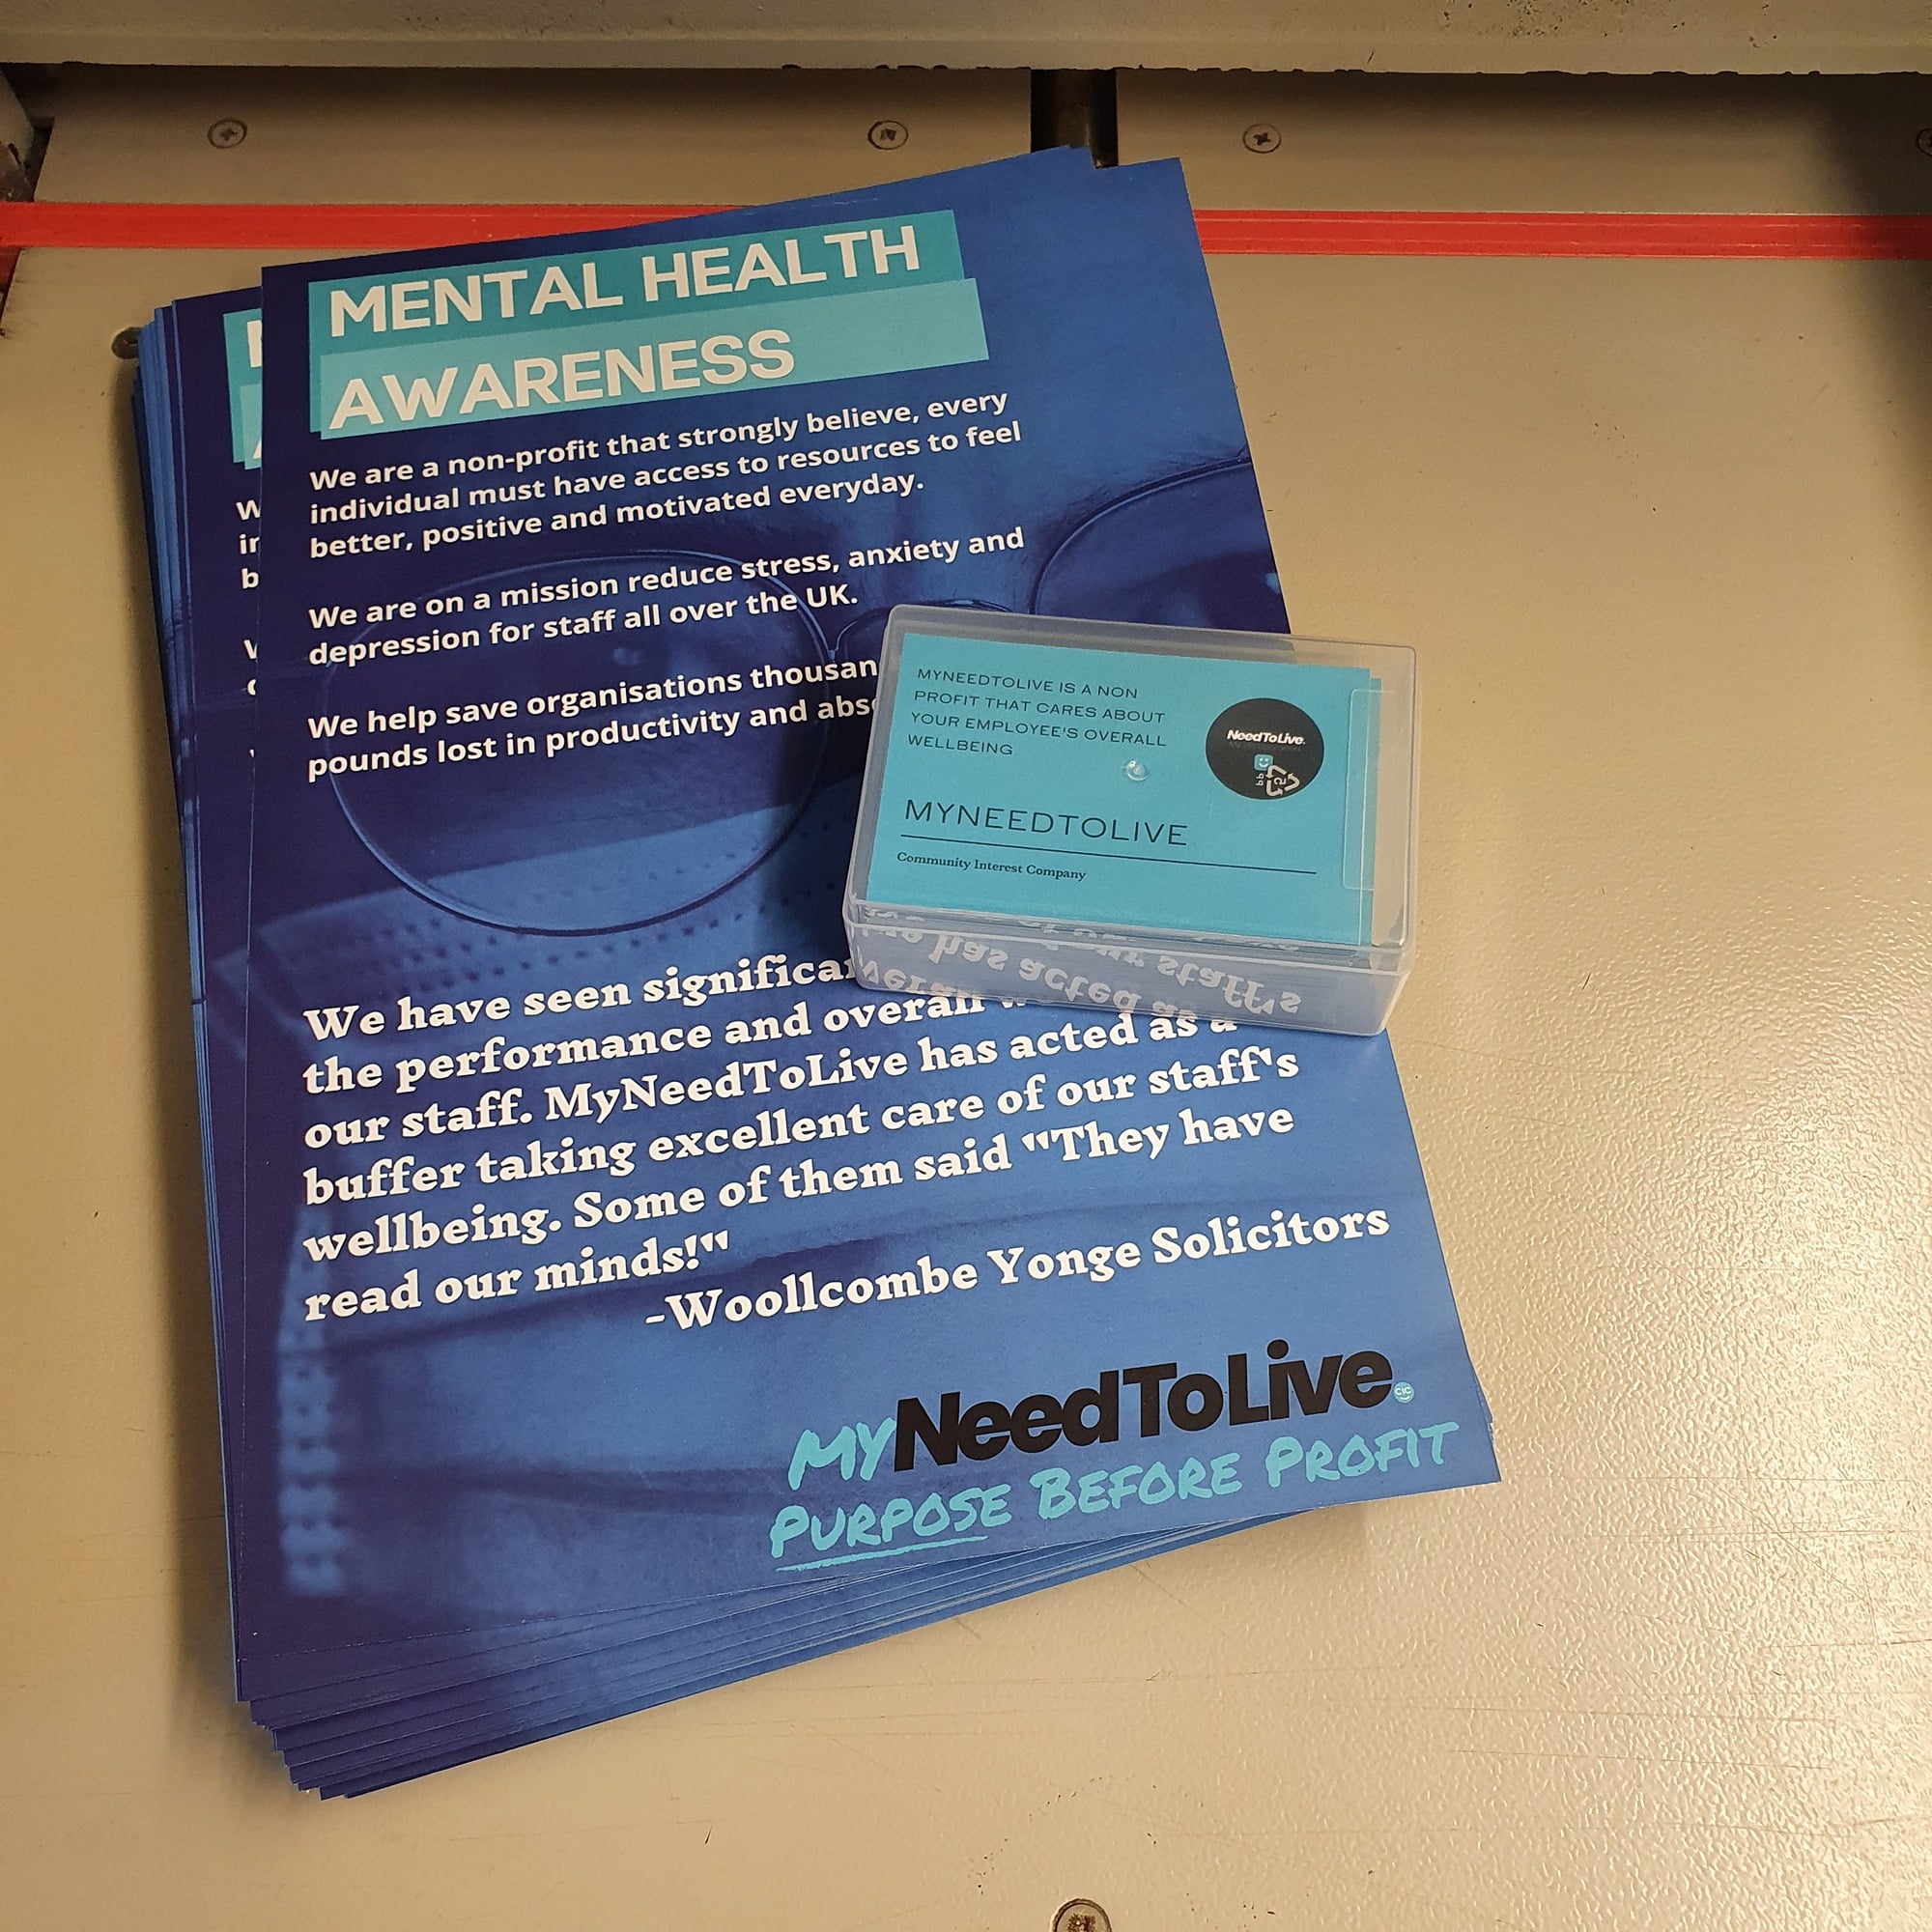 MENTAL HEALTH
AWARENESS
We are a non-profit that strongly believe, every
individual must have access to resources to feel
better, positive and motivated everyday.
We are on a mission reduce stress, anxiety and
depression for staff all over the UK.
We help save organisations
pounds lost in productivity and
We have seen
the performance and overall
our staff. MyNeedToLive has acted as a
buffer taking excellent care of our staff's
wellbeing. Some of them said "They have
read our minds!"
-Woollcombe Yonge Solicitors
MYNeedToLive.
CIC
PURPOSE BEFORE PROFIT
MYNEEDTOLIVE IS A NON
PROFIT THAT CARES ABOUT
YOUR EMPLOYEE'S OVERALL
WELLBEING
NeedToLive.
MYNEEDTOLIVE
Community Interest Company